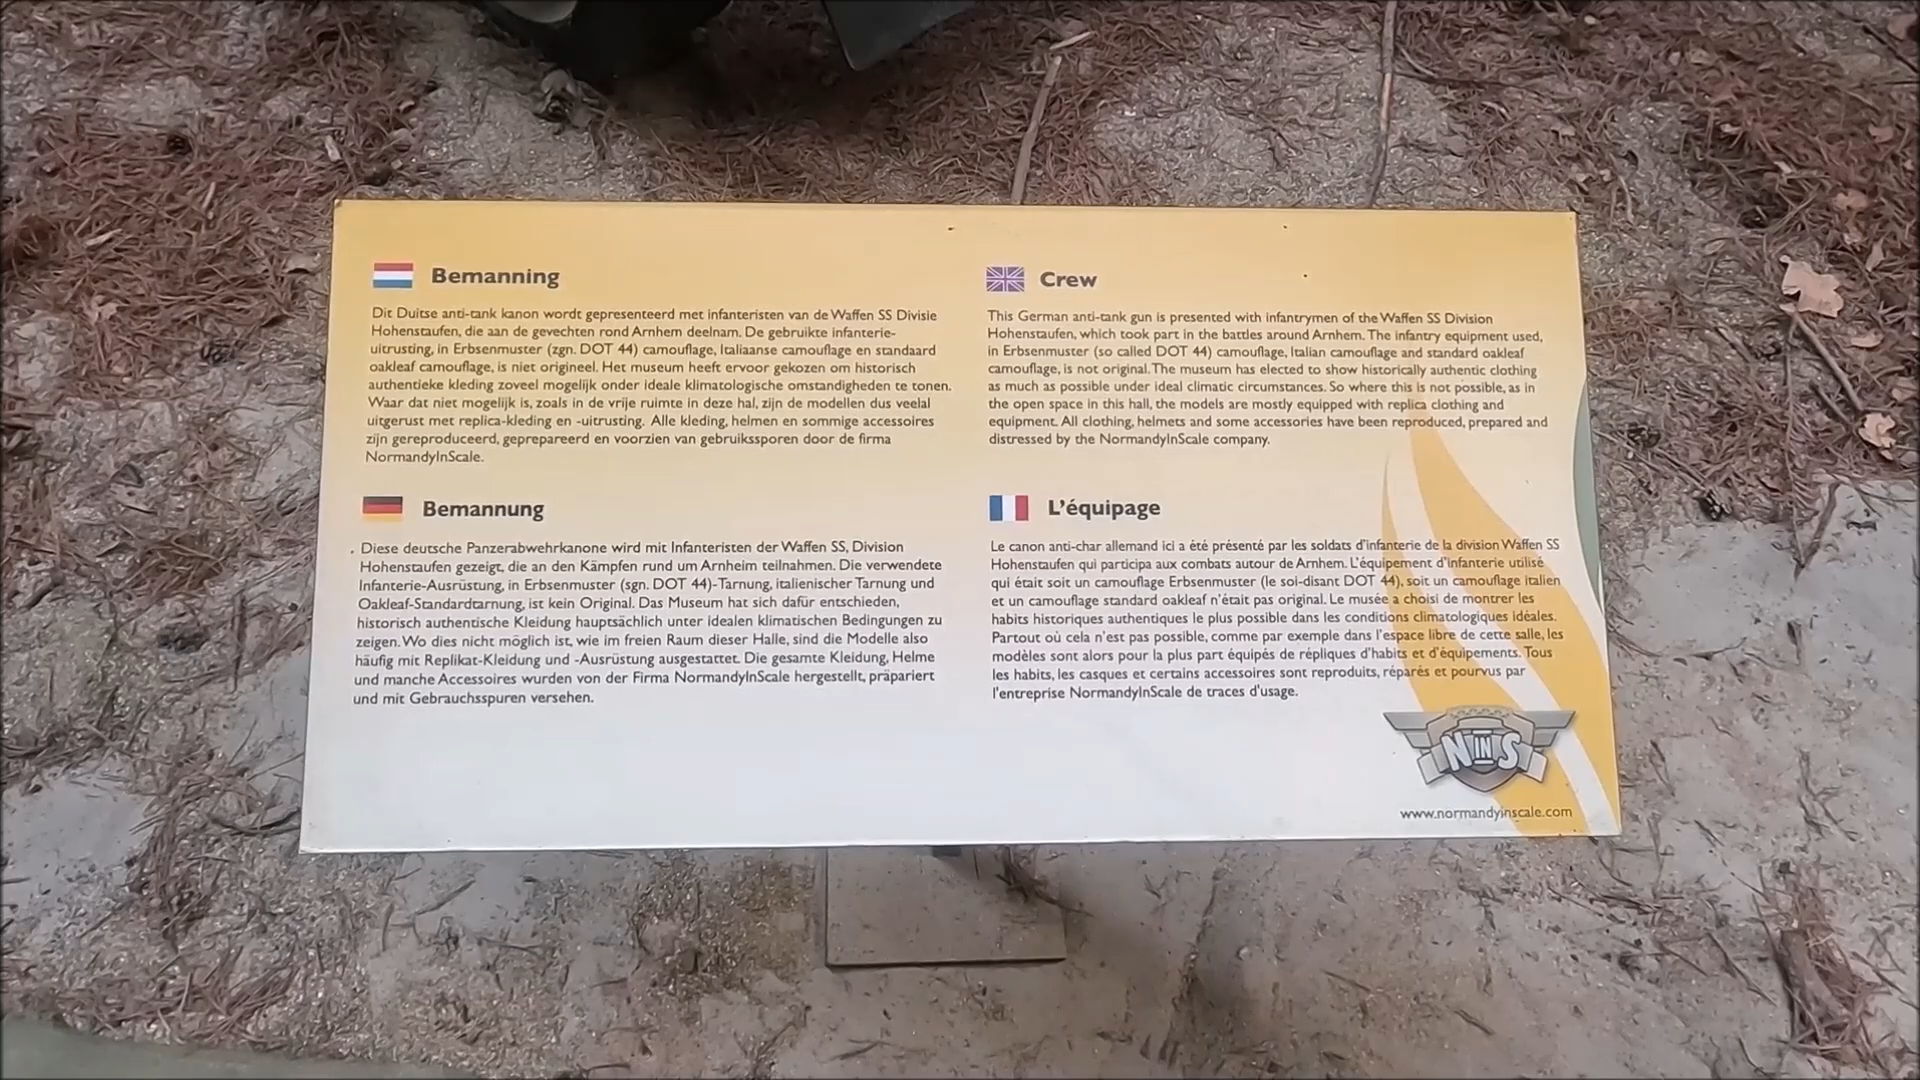 Bemanning
Dit Duitse anti-tank kanon wordt gepresenteerd met infanteristen van de Waffen SS Divisie
Hohenstaufen, die aan de gevechten rond Arnhem deelnam. De gebruikte infanterie-
uitrusting, in Erbsenmuster (zgn. DOT 44) camouflage, Italiaanse camouflage en standaard
oakleaf camouflage, is niet origineel. Het museum heeft ervoor gekozen om historisch
authentieke kleding zoveel mogelijk onder ideale klimatologische omstandigheden te tonen.
Waar dat niet mogelijk is, zoals in de vrije ruimte in deze hal, zijn de modellen dus veelal
uitgerust met replica-kleding en -uitrusting. Alle kleding, helmen en sommige accessoires
zijn gereproduceerd, geprepareerd en voorzien van gebruikssporen door de firma
NormandyInScale.
Crew
This German anti-tank gun is presented with infantrymen of the Waffen SS Division
Hohenstaufen, which took part in the battles around Arnhem. The infantry equipment used,
in Erbsenmuster (so called DOT 44) camouflage, Italian camouflage and standard oakleaf
camouflage, is not original. The museum has elected to show historically authentic clothing
as much as possible under ideal climatic circumstances. So where this is not possible, as in
the open space in this hall, the models are mostly equipped with replica clothing and
equipment. All clothing, helmets and some accessories have been reproduced, prepared and
distressed by the NormandyInScale company.
Bemannung
Diese deutsche Panzerabwehrkanone wird mit Infanteristen der Waffen SS, Division
Hohenstaufen gezeigt, die an den Kämpfen rund um Arnheim teilnahmen. Die verwendete
Infanterie-Ausrüstung, in Erbsenmuster (sgn. DOT 44)-Tarnung, italienischer Tarnung und
Oakleaf-Standardtarnung, ist kein Original. Das Museum hat sich dafür entschieden,
historisch authentische Kleidung hauptsächlich unter idealen klimatischen Bedingungen zu
zeigen. Wo dies nicht möglich ist, wie im freien Raum dieser Halle, sind die Modelle also
häufig mit Replikat-Kleidung und -Ausrüstung ausgestattet. Die gesamte Kleidung, Helme
und manche Accessoires wurden von der Firma NormandyInScale hergestellt, präpariert
und mit Gebrauchsspuren versehen.
L'équipage
Le canon anti-char allemand ici a été présenté par les soldats d'infanterie de la division Waffen SS
Hohenstaufen qui participa aux combats autour de Arnhem. L'équipement d'infanterie utilisé
qui était soit un camouflage Erbsenmuster (le soi-disant DOT 44), soit un camouflage italien
et un camouflage standard oakleaf n'était pas original. Le musée a choisi de montrer les
habits historiques authentiques le plus possible dans les conditions climatologiques idéales.
Partout où cela n'est pas possible, comme par exemple dans l'espace libre de cette salle, les
modèles sont alors pour la plus part équipés de répliques d'habits et d'équipements. Tous
les habits, les casques et certains accessoires sont reproduits, réparés et pourvus par
l'entreprise NormandyInScale de traces d'usage.
N IN S
www.normandyinscale.com